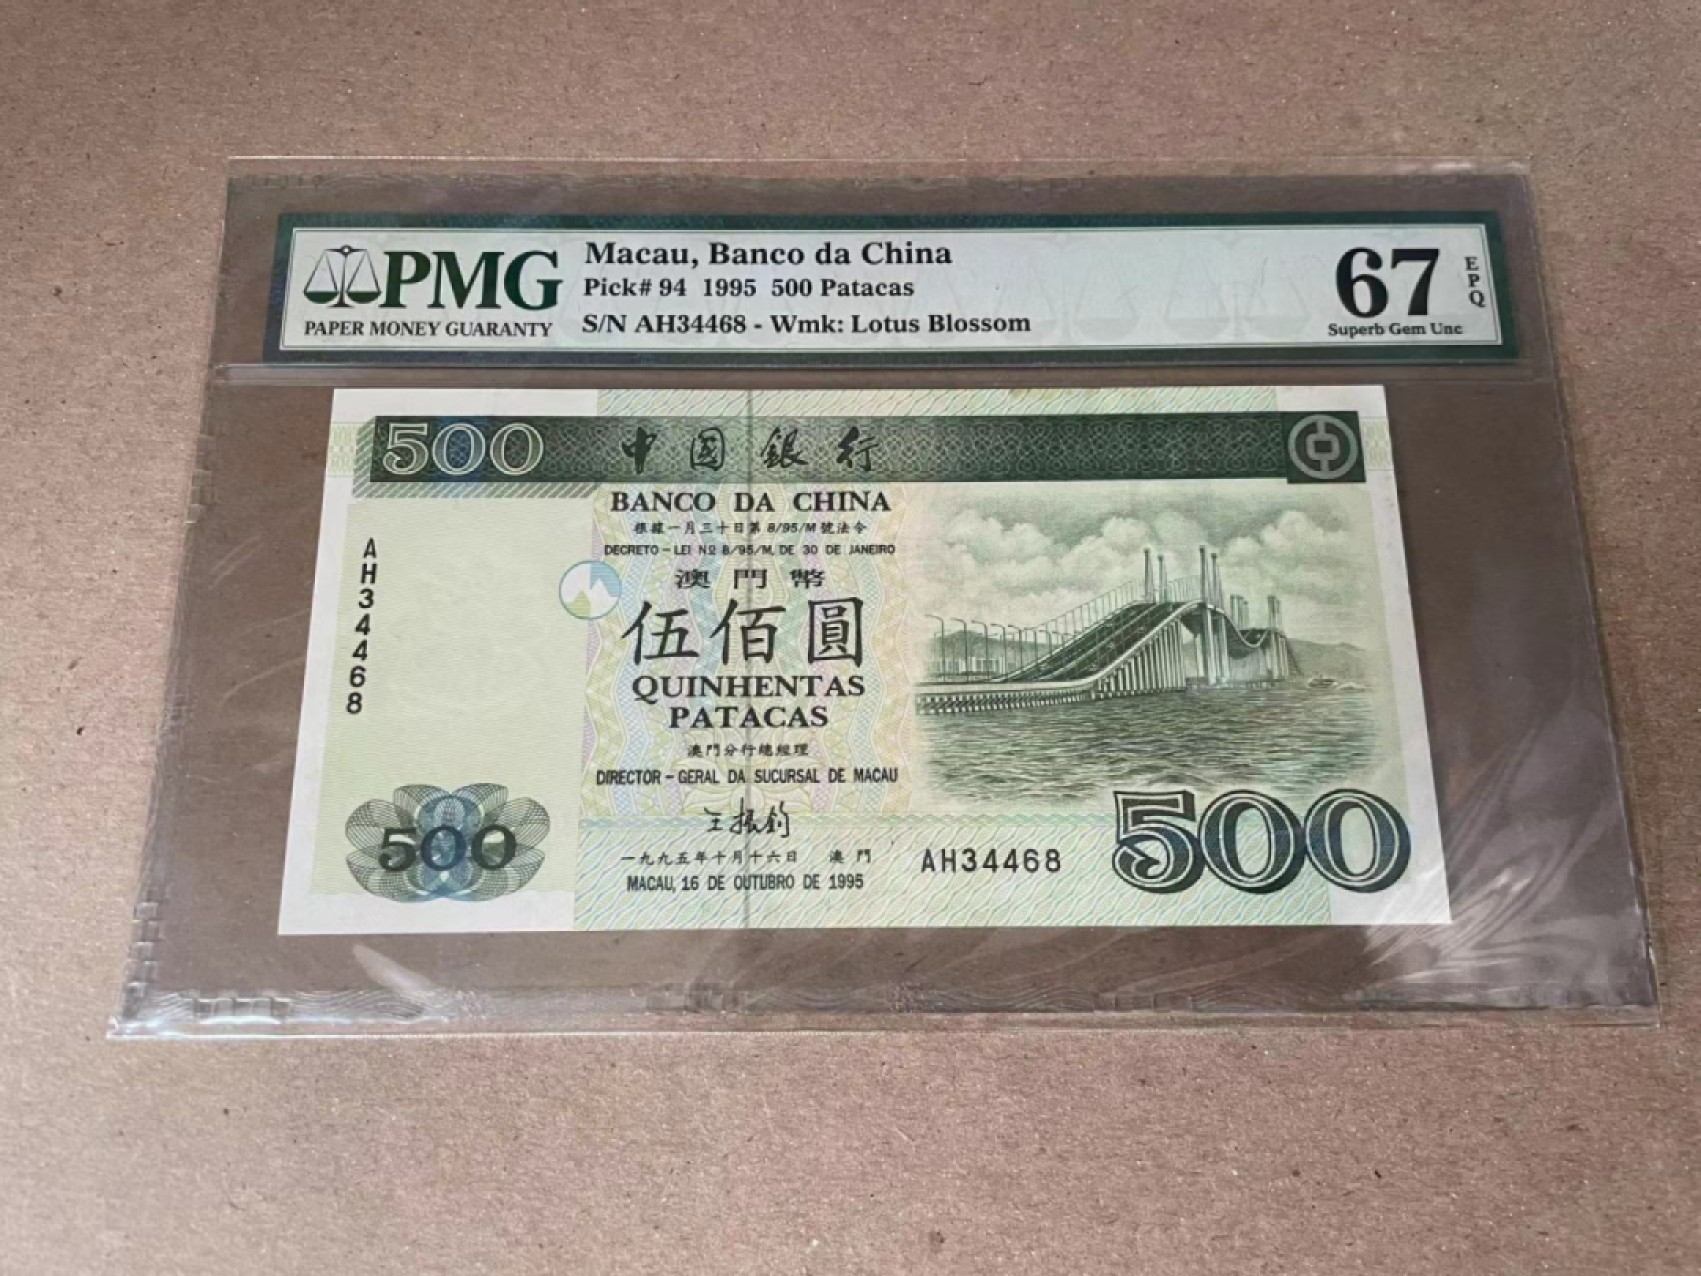 PMG
PAPER MONEY GUARANTY
Macau, Banco da China
Pick# 94 1995 500 Patacas
S/N AH34468 - Wmk: Lotus Blossom
67
EPQ
Superb Gem Unc
500
中國銀行
BANCO DA CHINA
根據一月三十日第8/95/M號法令
DECRETO-LEI Nº 8/95/M, DE 30 DE JANEIRO
澳門幣
伍佰圓
QUINHENTAS
PATACAS
澳門分行總經理
DIRECTOR-GERAL DA SUCURSAL DE MACAU
王振鈞
一九九五年十月十六日 澳門
MACAU, 16 DE OUTUBRO DE 1995
AH34468
AH34468
500
500